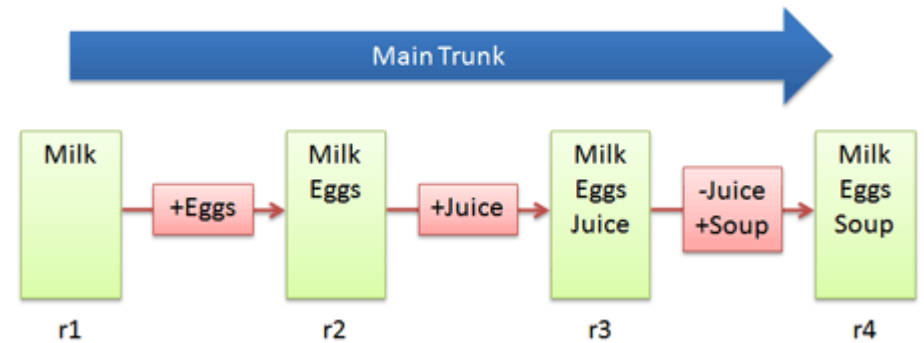 Main Trunk
Milk
+Eggs
Milk
Eggs
+Juice
Milk
Eggs
Juice
-Juice
+Soup
Milk
Eggs
Soup
r1
r2
r3
r4